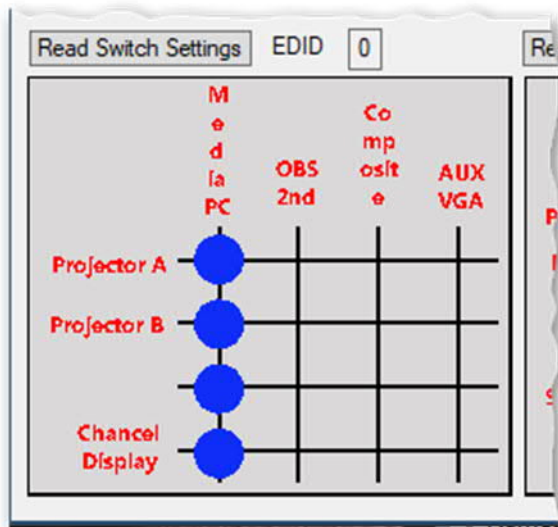 Read Switch Settings EDID 0
Re
M
e
d
ia
PC
OBS
2nd
Co
mp
osit
e
AUX
VGA
Projector A
Projector B
Chancel
Display